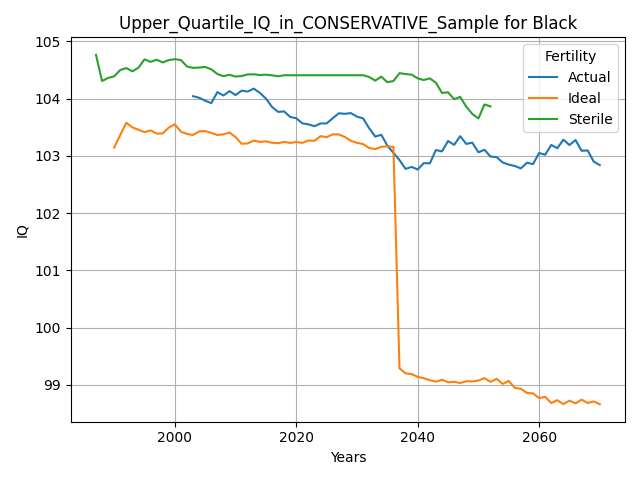 Upper_Quartile_IQ_in_CONSERVATIVE_Sample for Black
105
104
103
102
101
100
99
IQ
2000
2020
2040
2060
Years
Fertility
Actual
Ideal
Sterile